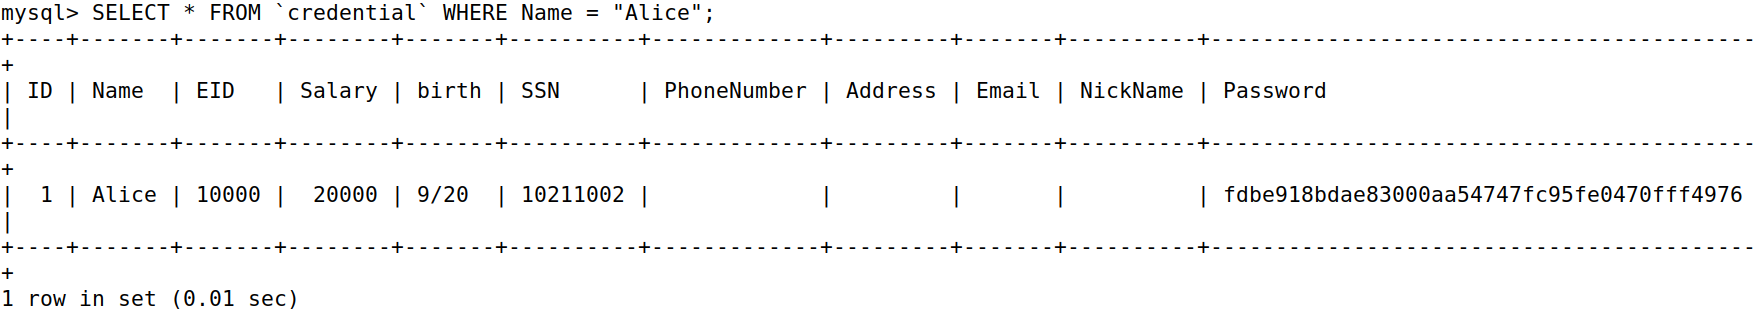 mysql> SELECT * FROM `credential` WHERE Name = "Alice";
+----+-------+-------+--------+-------+----------+-------------+---------+-------+----------+------------------------------------------
+
| ID | Name  | EID   | Salary | birth | SSN      | PhoneNumber | Address | Email | NickName | Password
|
+----+-------+-------+--------+-------+----------+-------------+---------+-------+----------+------------------------------------------
+
|  1 | Alice | 10000 |  20000 | 9/20  | 10211002 |             |         |       |          | fdbe918bdae83000aa54747fc95fe0470fff4976
|
+----+-------+-------+--------+-------+----------+-------------+---------+-------+----------+------------------------------------------
+
1 row in set (0.01 sec)